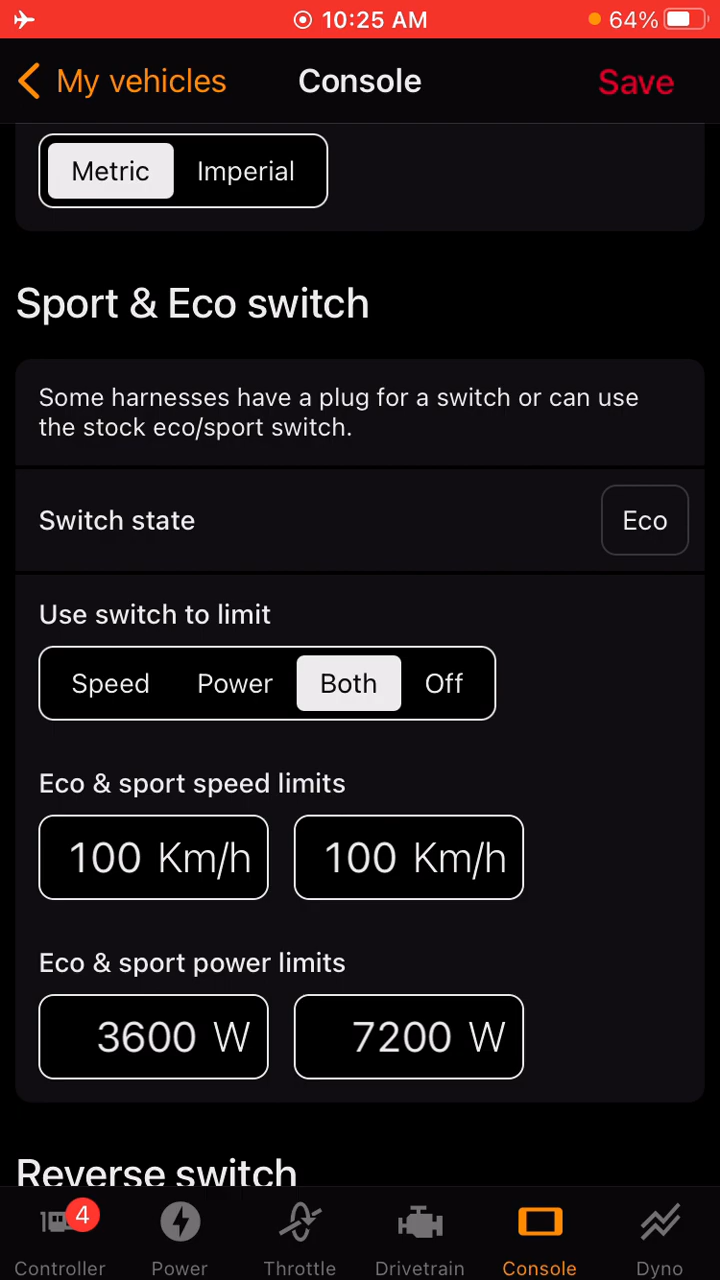 10:25 AM
64%
My vehicles
Console
Save
Metric
Imperial
Sport & Eco switch
Some harnesses have a plug for a switch or can use
the stock eco/sport switch.
Switch state
Eco
Use switch to limit
Speed
Power
Both
Off
Eco & sport speed limits
100 Km/h
100 Km/h
Eco & sport power limits
3600 W
7200 W
Reverse switch
4
Controller
Power
Throttle
Drivetrain
Console
Dyno